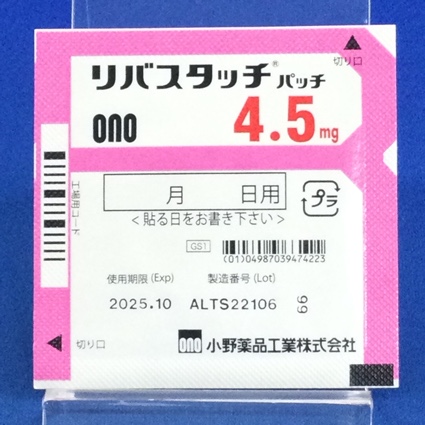 切り口
リバスタッチ®パッチ
ono 4.5mg
工場用コード
月 日用
<貼る日をお書き下さい>
プラ
GS1
(01)04987039474223
使用期限 (Exp) 製造番号 (Lot)
2025.10 ALTS22106 66
切り口
ono 小野薬品工業株式会社